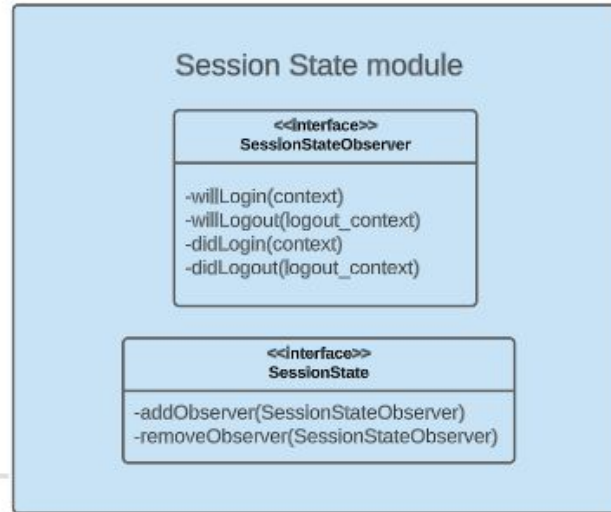 Session State module
<<Interface>>
SessionStateObserver
-willLogin(context)
-willLogout(logout_context)
-didLogin(context)
-didLogout(logout_context)
<<Interface>>
SessionState
-addObserver(SessionStateObserver)
-removeObserver(SessionStateObserver)